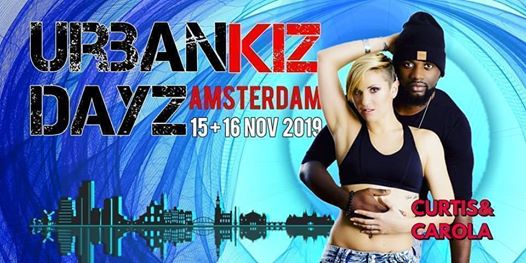 URBANKIZ
DAYZ AMSTERDAM
15 + 16 NOV 2019
CURTIS&
CAROLA